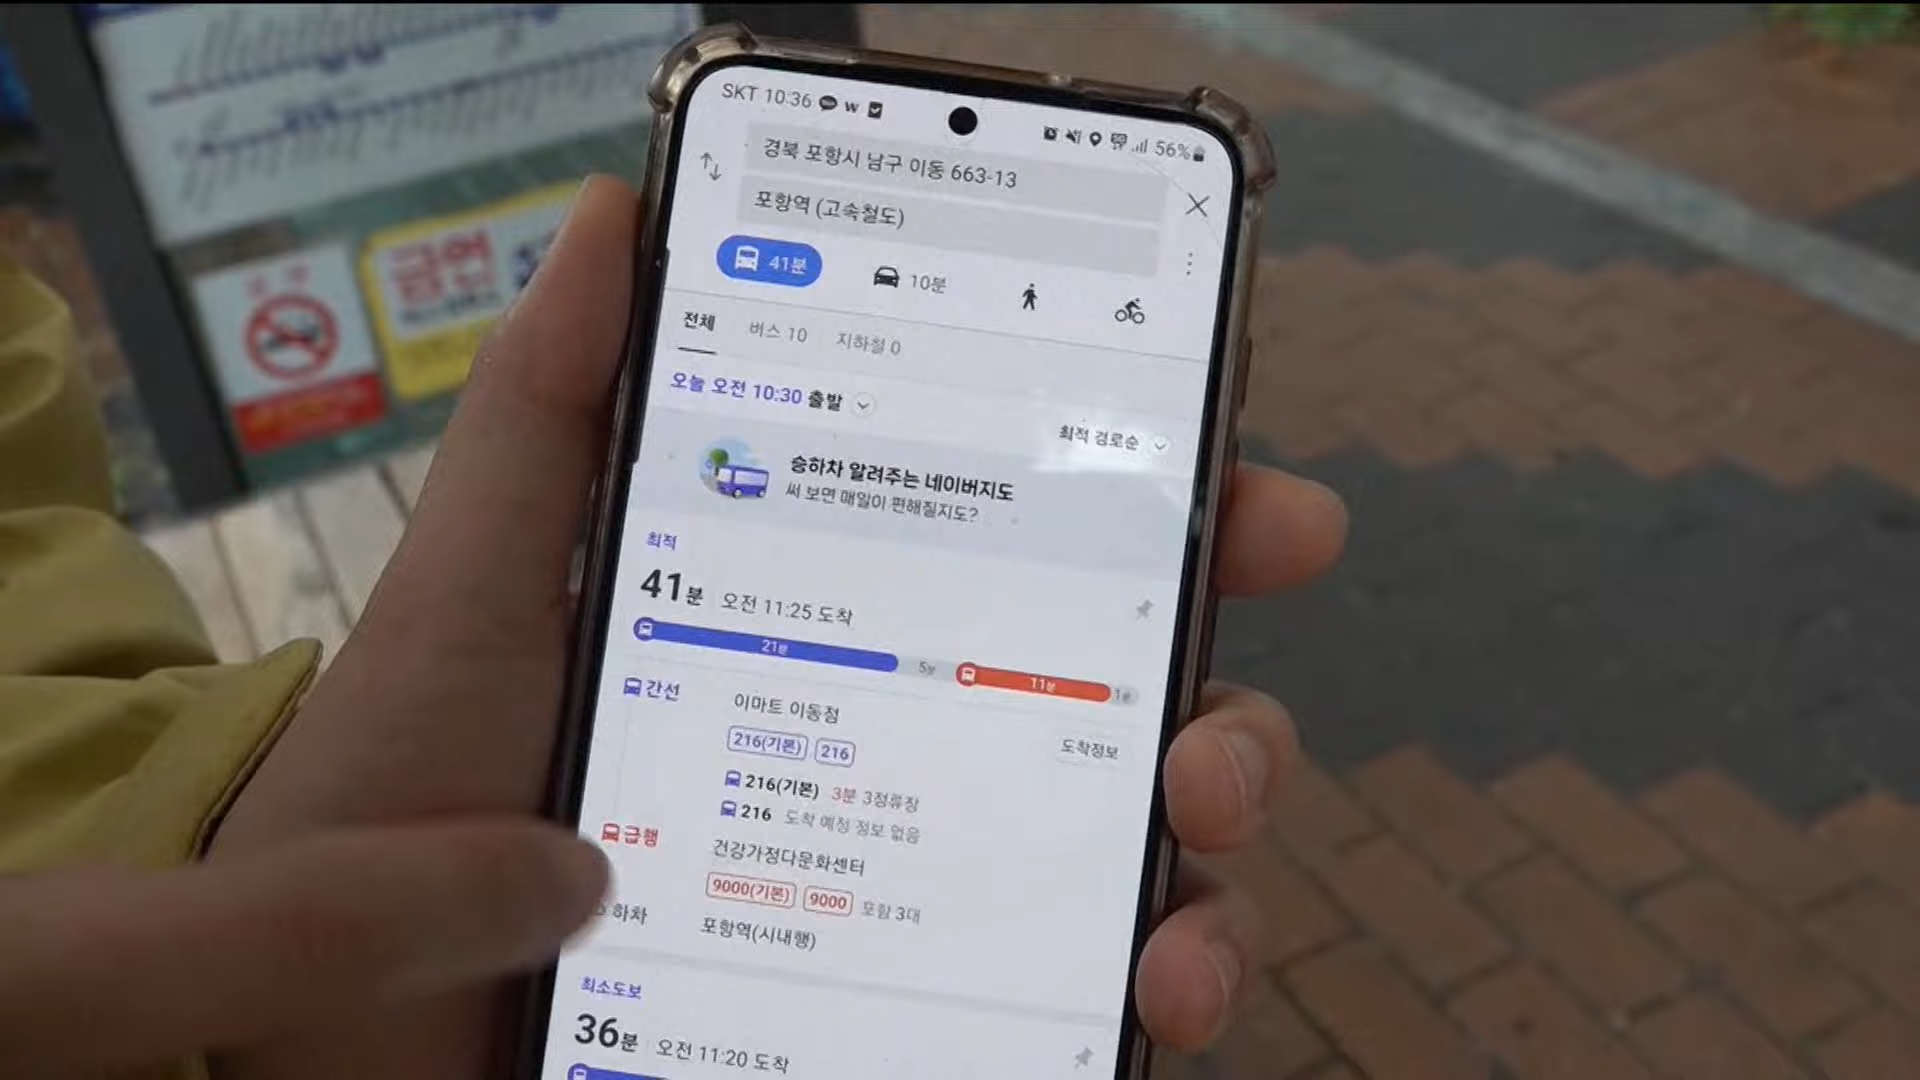 SKT 10:36 W 56%
경북 포항시 남구 이동 663-13
포항역 (고속철도)
41분 10분
전체 버스 10 지하철 0
오늘 오전 10:30 출발
최적 경로순
승하차 알려주는 네이버지도
써 보면 매일이 편해질지도?
최적
41분 오전 11:25 도착
21분 5분 11분 1분
간선 이마트 이동점
216(기본) 216 도착정보
216(기본) 3분 3정류장
216 도착 예정 정보 없음
급행 건강가정다문화센터
9000(기본) 9000 포함 3대
하차 포항역(시내행)
최소도보
36분 오전 11:20 도착
금연